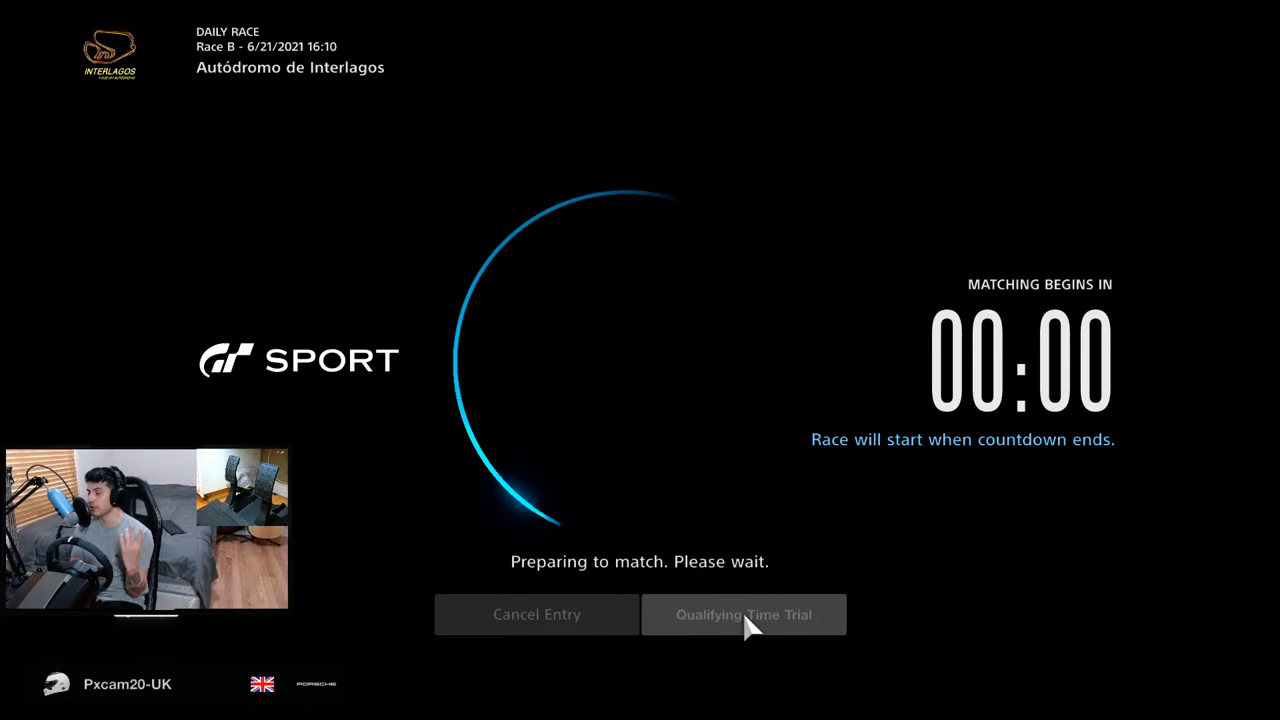 DAILY RACE
Race B - 6/21/2021 16:10
Autódromo de Interlagos
INTERLAGOS
MATCHING BEGINS IN
00:00
GT SPORT
Race will start when countdown ends.
Preparing to match. Please wait.
Cancel Entry
Qualifying Time Trial
Pxcam20-UK
PORSCHE